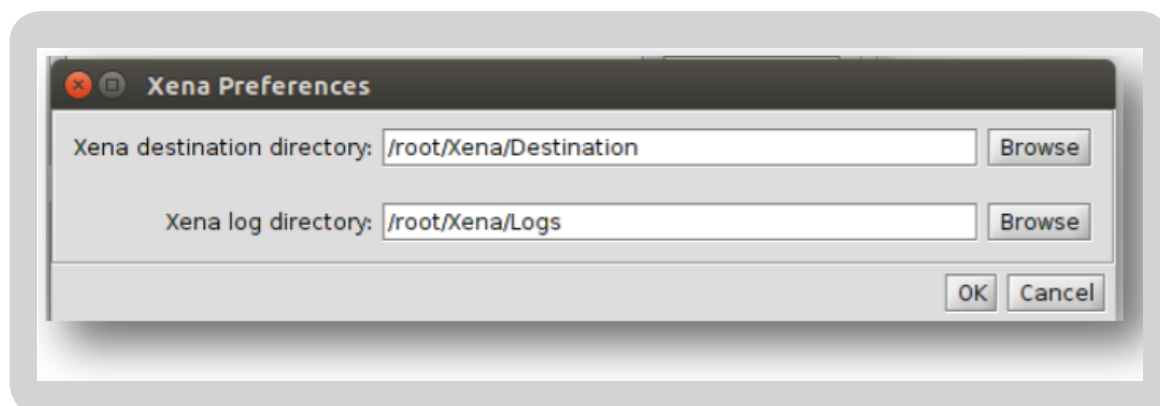 Xena Preferences
Xena destination directory: /root/Xena/Destination Browse
Xena log directory: /root/Xena/Logs Browse
OK Cancel